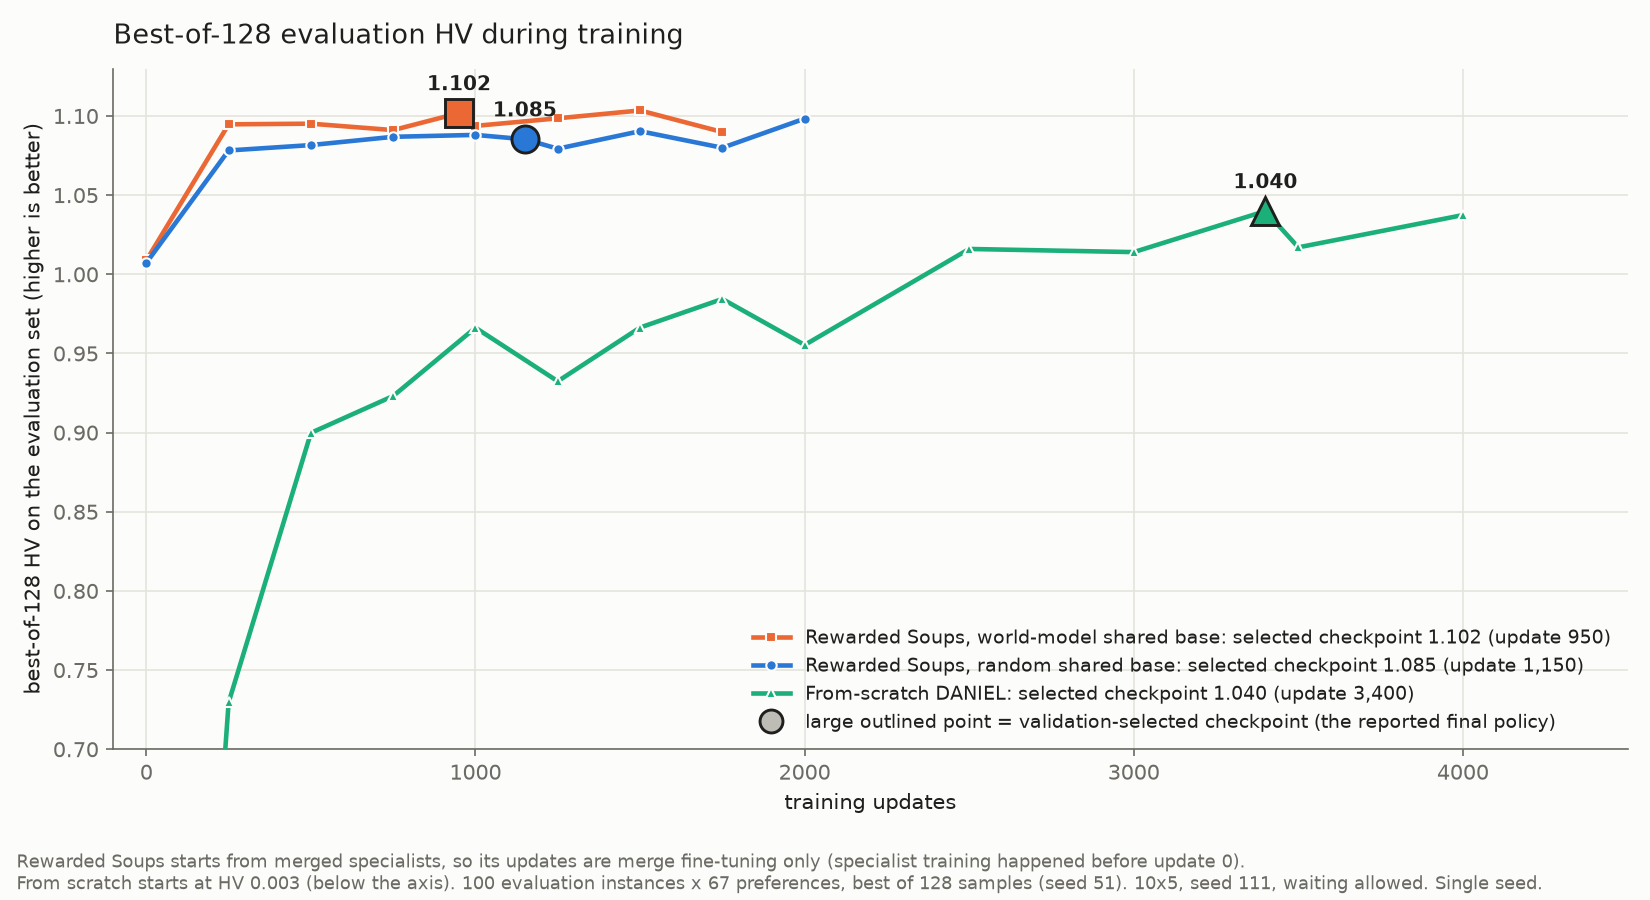 Best-of-128 evaluation HV during training
1.102
1.085
1.040
1.10
1.05
1.00
0.95
0.90
0.85
0.80
0.75
0.70
best-of-128 HV on the evaluation set (higher is better)
Rewarded Soups, world-model shared base: selected checkpoint 1.102 (update 950)
Rewarded Soups, random shared base: selected checkpoint 1.085 (update 1,150)
From-scratch DANIEL: selected checkpoint 1.040 (update 3,400)
large outlined point = validation-selected checkpoint (the reported final policy)
0 1000 2000 3000 4000
training updates
Rewarded Soups starts from merged specialists, so its updates are merge fine-tuning only (specialist training happened before update 0).
From scratch starts at HV 0.003 (below the axis). 100 evaluation instances x 67 preferences, best of 128 samples (seed 51). 10x5, seed 111, waiting allowed. Single seed.